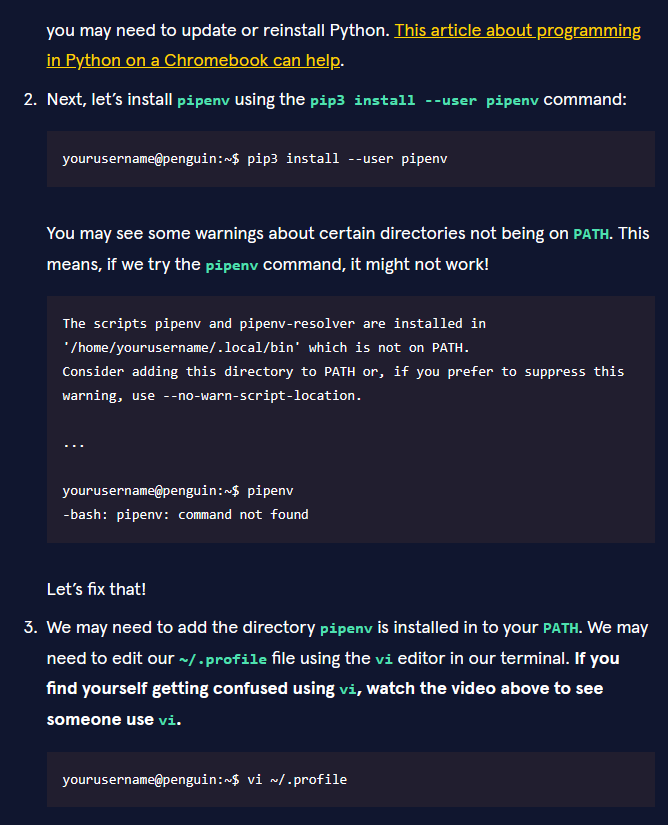 you may need to update or reinstall Python. This article about programming
in Python on a Chromebook can help.
2. Next, let’s install pipenv using the pip3 install --user pipenv command:
yourusername@penguin:~$ pip3 install --user pipenv
You may see some warnings about certain directories not being on PATH. This
means, if we try the pipenv command, it might not work!
The scripts pipenv and pipenv-resolver are installed in
'/home/yourusername/.local/bin' which is not on PATH.
Consider adding this directory to PATH or, if you prefer to suppress this
warning, use --no-warn-script-location.
...
yourusername@penguin:~$ pipenv
-bash: pipenv: command not found
Let’s fix that!
3. We may need to add the directory pipenv is installed in to your PATH. We may
need to edit our ~/.profile file using the vi editor in our terminal. If you
find yourself getting confused using vi, watch the video above to see
someone use vi.
yourusername@penguin:~$ vi ~/.profile